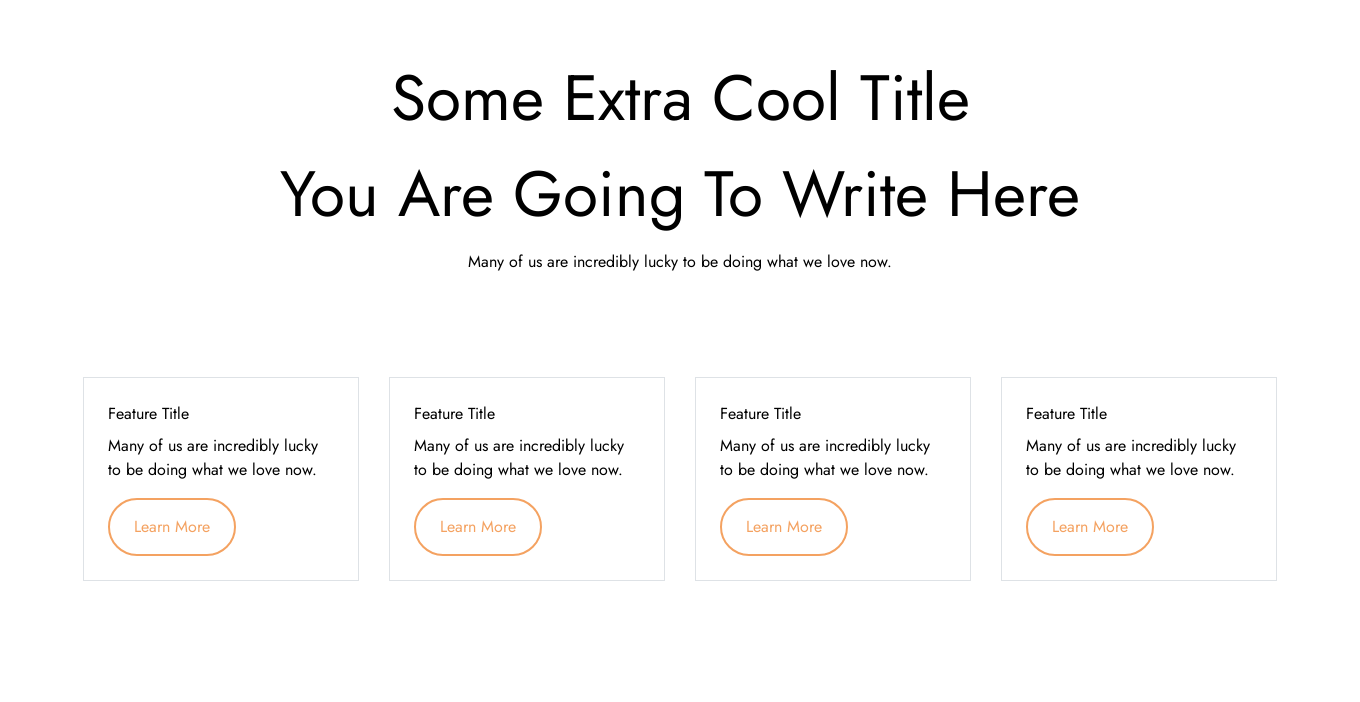 Some Extra Cool Title
You Are Going To Write Here
Many of us are incredibly lucky to be doing what we love now.
Feature Title
Many of us are incredibly lucky
to be doing what we love now.
Learn More
Feature Title
Many of us are incredibly lucky
to be doing what we love now.
Learn More
Feature Title
Many of us are incredibly lucky
to be doing what we love now.
Learn More
Feature Title
Many of us are incredibly lucky
to be doing what we love now.
Learn More